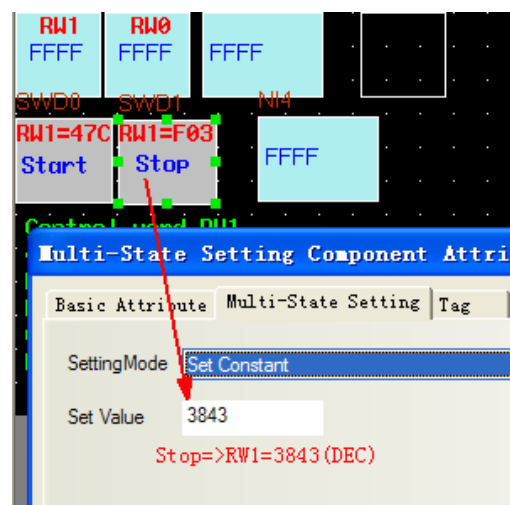 RW1 RW0
FFFF FFFF FFFF
SWD0 SWD1 NI4
RW1=47C RW1=F03
Start Stop FFFF
Control word RW1
Multi-State Setting Component Attri
Basic Attribute Multi-State Setting Tag
SettingMode Set Constant
Set Value 3843
Stop=>RW1=3843(DEC)